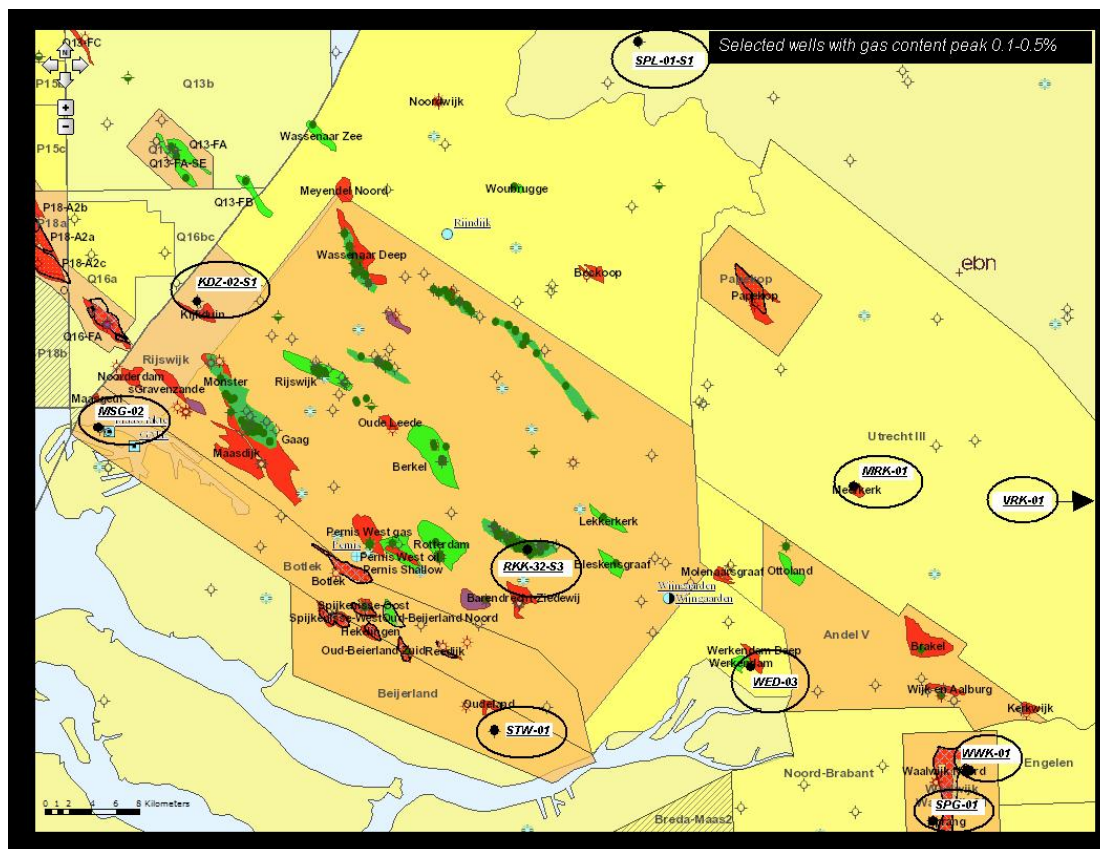 Q13-FC
Selected wells with gas content peak 0.1-0.5%
N
SPL-01-S1
P15
Q13b
Noordwijk
Wassenaar Zee
Q13-FA
P15c
Q13-FA-SE
Woubrugge
Meyendel Noord
Q13-FB
P18-A2b
P18a
Rijndijk
P18-A2a
Q16bc
Wassenaar Deep
P18-A2c
ebn
Q16a
KDZ-02-S1
Boskoop
Papekop
Papekop
Kijkduin
Q16-FA
P18b
Rijswijk
Noorderdam
Monster
Rijswijk
sGravenzande
Maasgeul
MSG-02
Oude Leede
Gaag
Utrecht III
Maasdijk
Berkel
MRK-01
Meerkerk
VRK-01
Lekkerkerk
Pernis West gas
Rotterdam
Pernis
Pernis West oil
Botlek
Pernis Shallow
RKK-32-S3
Bleskensgraaf
Molenaarsgraaf
Ottoland
Botlek
Wijngaarden
Wijngaarden
Barendrecht-Ziedewij
Spijkenisse-Oost
Spijkenisse-West
Oud-Beijerland Noord
Hekelingen
Andel V
Oud-Beierland Zuid
Reedijk
Brakel
Werkendam Deep
Werkendam
WED-03
Beijerland
Wijk en Aalburg
Oudeland
Kerkwijk
STW-01
WWK-01
Engelen
Noord-Brabant
Waalwijk Noord
0 1 2 4 6 8 Kilometers
SPG-01
Breda-Maas2